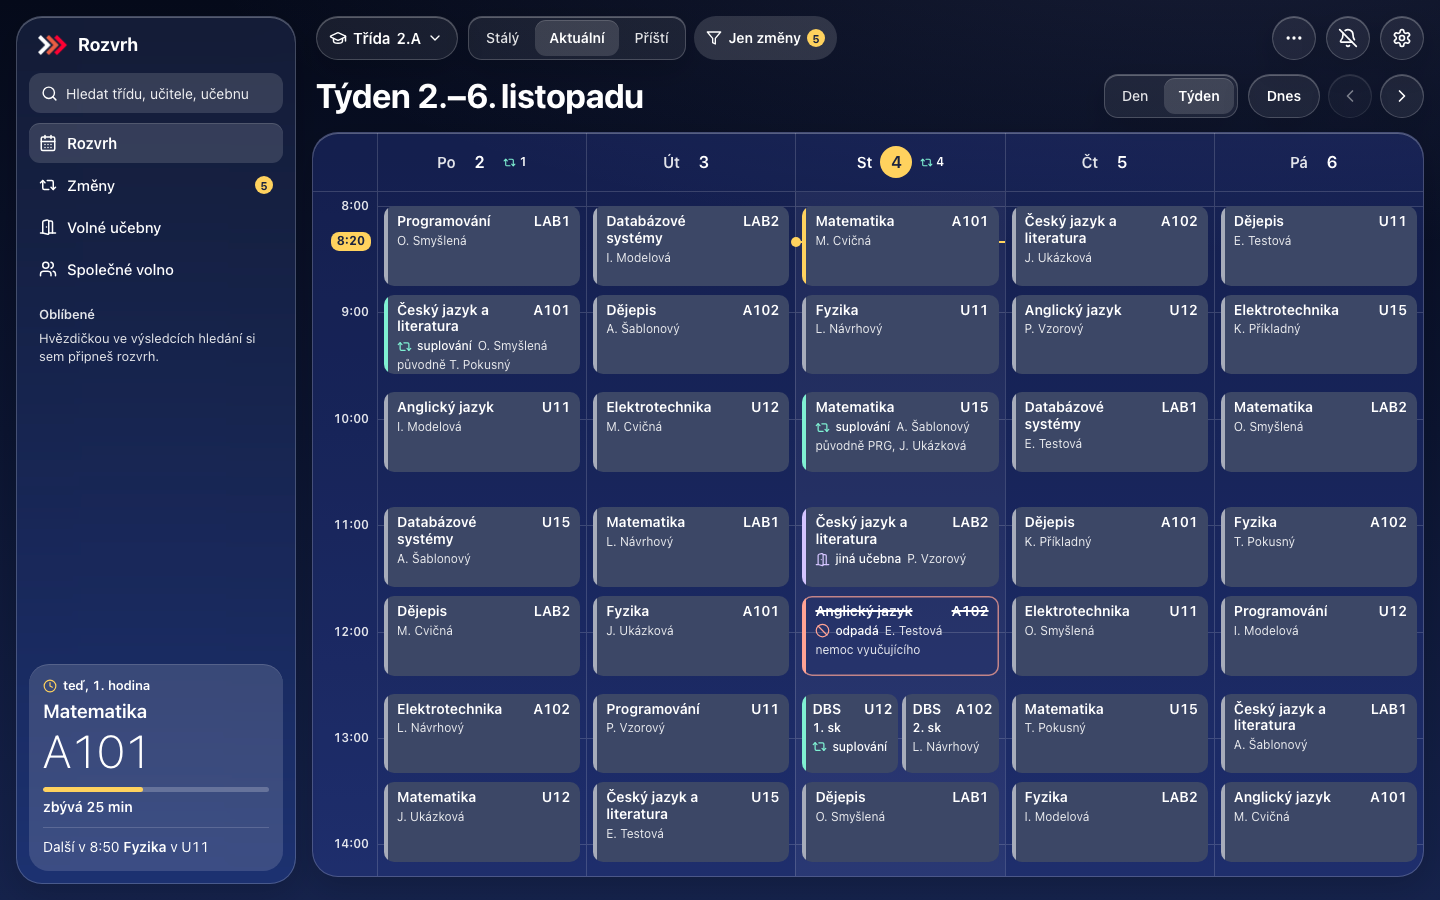 Rozvrh
Hledat třídu, učitele, učebnu
Rozvrh
Změny 5
Volné učebny
Společné volno
Oblíbené
Hvězdičkou ve výsledcích hledání si
sem připneš rozvrh.
teď, 1. hodina
Matematika
A101
zbývá 25 min
Další v 8:50 Fyzika v U11
Třída 2.A
Stálý Aktuální Příští
Jen změny 5
Týden 2.–6. listopadu
Den Týden
Dnes
Po 2 1
Út 3
St 4 4
Čt 5
Pá 6
8:00
8:20
9:00
10:00
11:00
12:00
13:00
14:00
Programování LAB1
O. Smyšlená
Český jazyk a A101
literatura
suplování O. Smyšlená
původně T. Pokusný
Anglický jazyk U11
I. Modelová
Databázové U15
systémy
A. Šablonový
Dějepis LAB2
M. Cvičná
Elektrotechnika A102
L. Návrhový
Matematika U12
J. Ukázková
Databázové LAB2
systémy
I. Modelová
Dějepis A102
A. Šablonový
Elektrotechnika U12
M. Cvičná
Matematika LAB1
L. Návrhový
Fyzika A101
J. Ukázková
Programování U11
P. Vzorový
Český jazyk a U15
literatura
E. Testová
Matematika A101
M. Cvičná
Fyzika U11
L. Návrhový
Matematika U15
suplování A. Šablonový
původně PRG, J. Ukázková
Český jazyk a LAB2
literatura
jiná učebna P. Vzorový
Anglický jazyk A102
odpadá E. Testová
nemoc vyučujícího
DBS U12
1. sk
suplování
DBS A102
2. sk
L. Návrhový
Dějepis LAB1
O. Smyšlená
Český jazyk a A102
literatura
J. Ukázková
Anglický jazyk U12
P. Vzorový
Databázové LAB1
systémy
E. Testová
Dějepis A101
K. Příkladný
Elektrotechnika U11
O. Smyšlená
Matematika U15
T. Pokusný
Fyzika LAB2
I. Modelová
Dějepis U11
E. Testová
Elektrotechnika U15
K. Příkladný
Matematika LAB2
O. Smyšlená
Fyzika A102
T. Pokusný
Programování U12
I. Modelová
Český jazyk a LAB1
literatura
A. Šablonový
Anglický jazyk A101
M. Cvičná